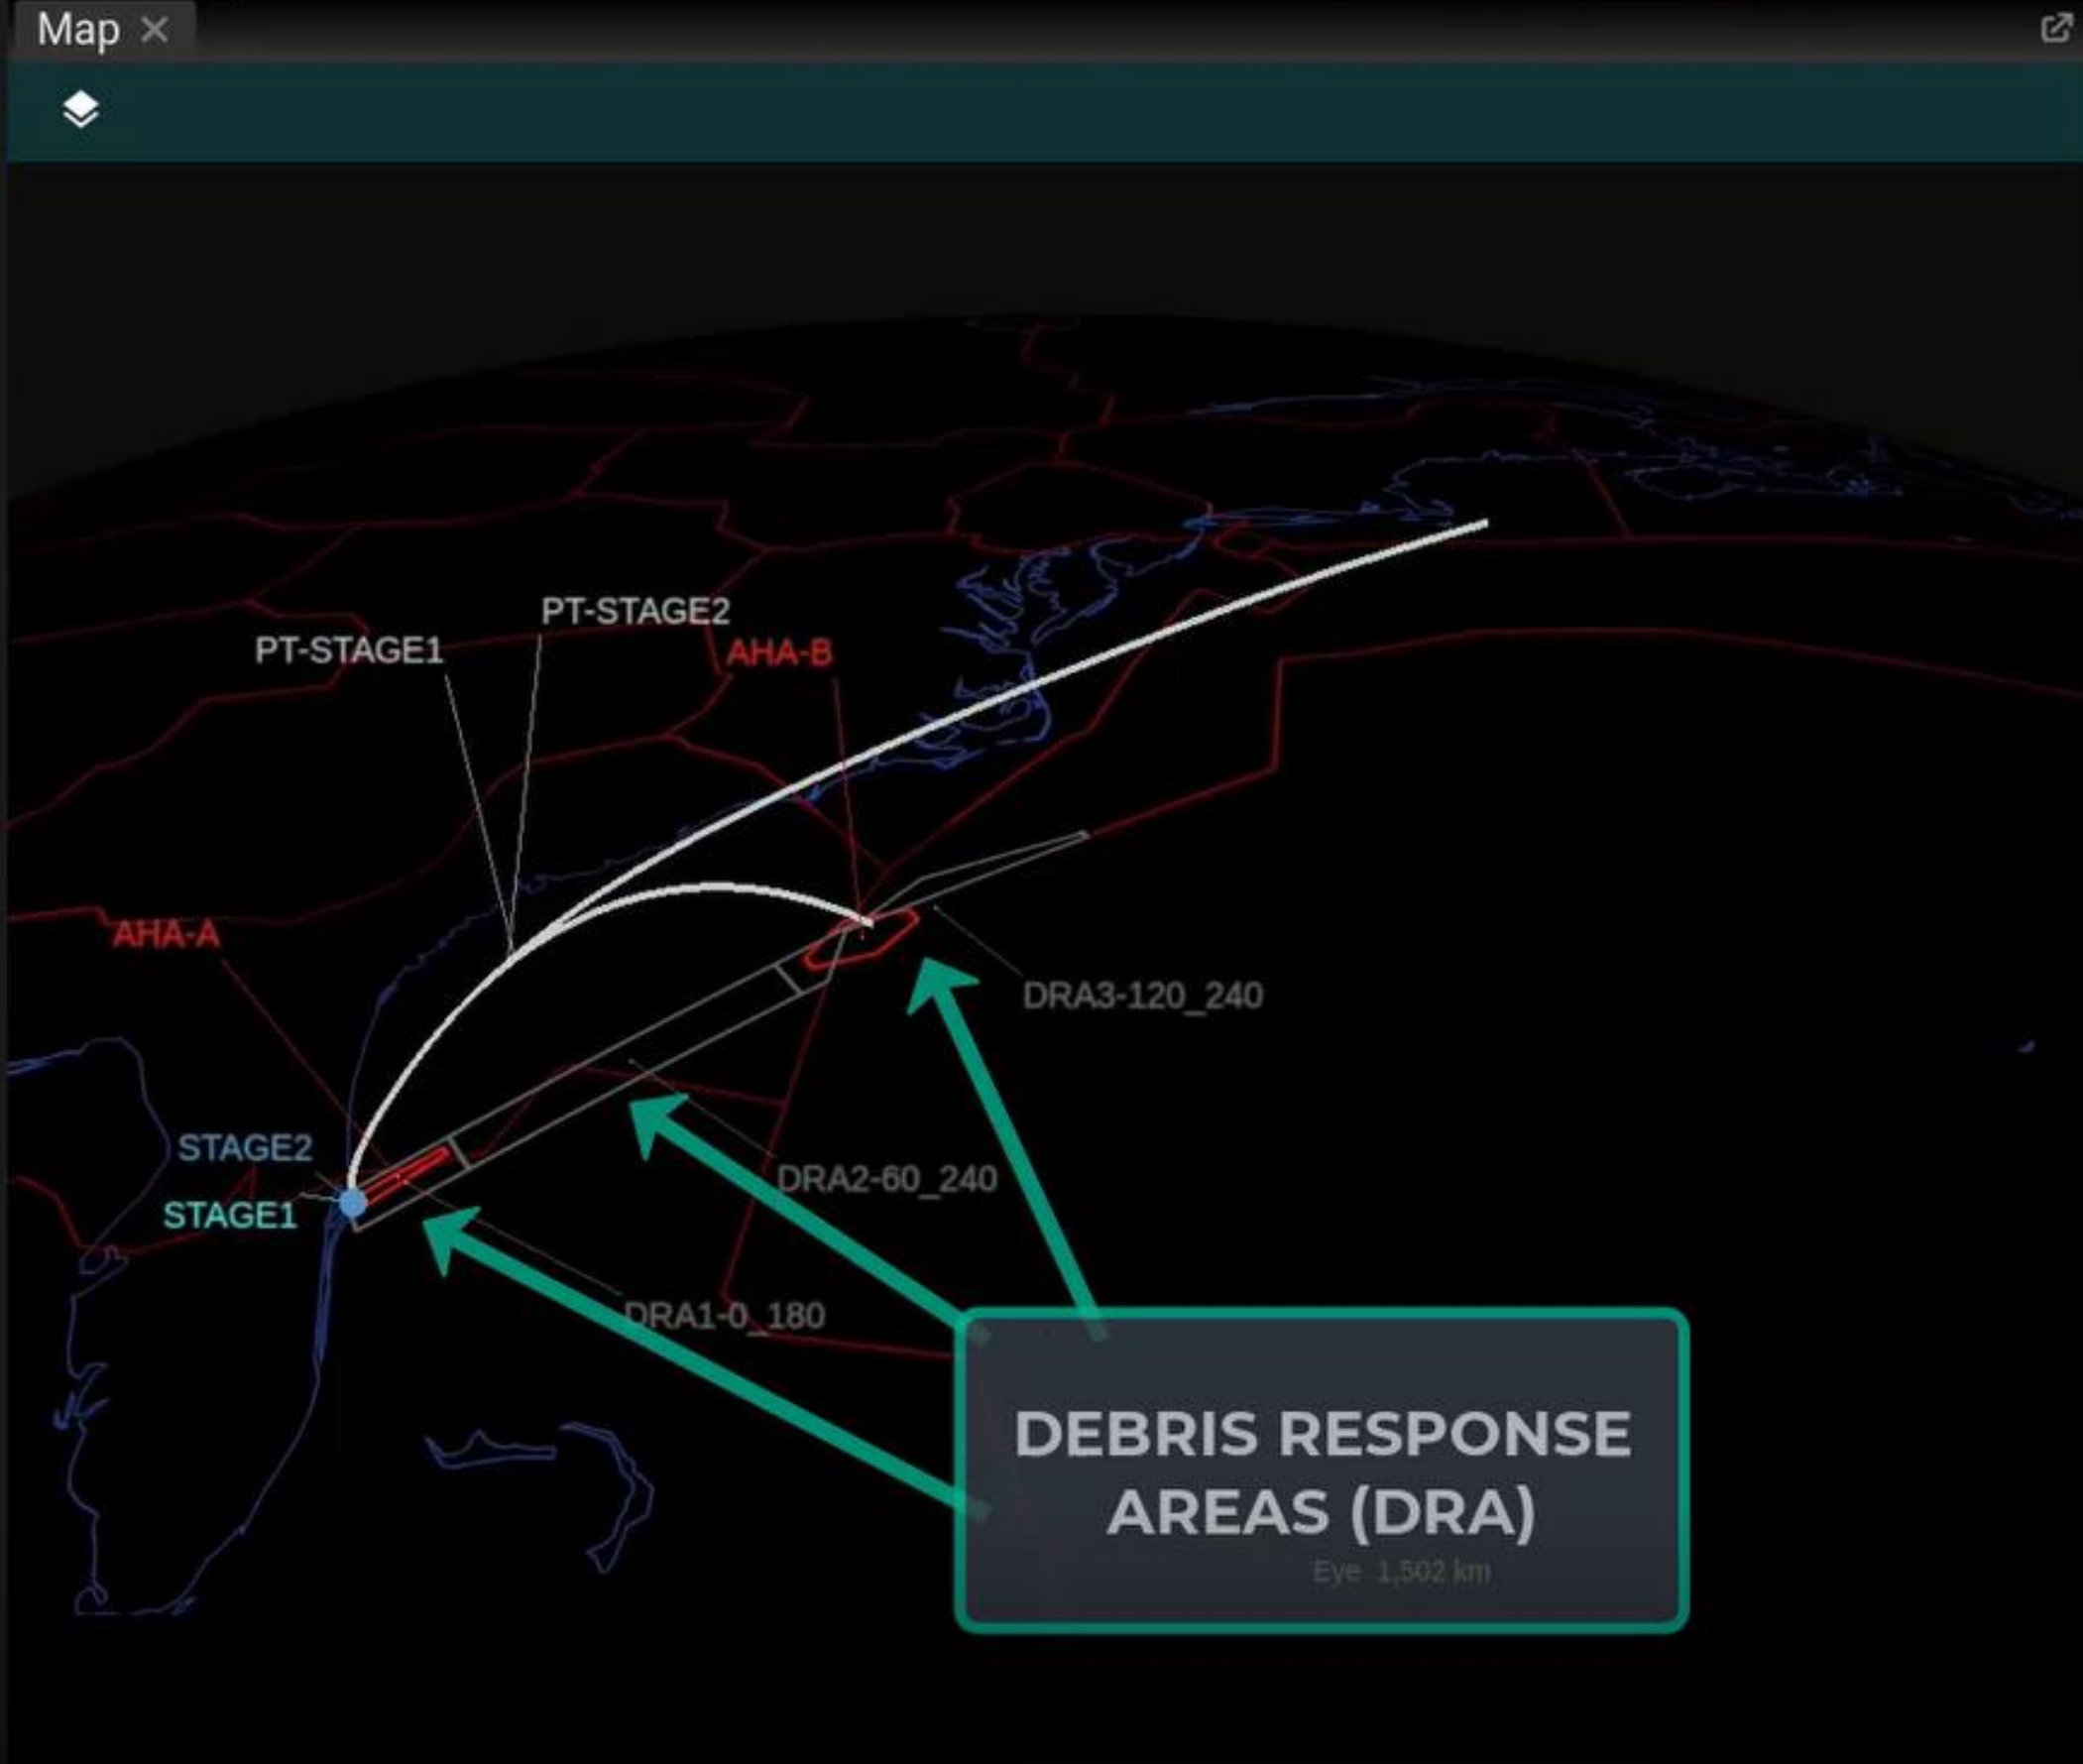 Map
PT-STAGE2
PT-STAGE1
AHA-B
AHA-A
DRA3-120_240
STAGE2
DRA2-60_240
STAGE1
DRA1-0_180
DEBRIS RESPONSE
AREAS (DRA)
Eye 1,502 km